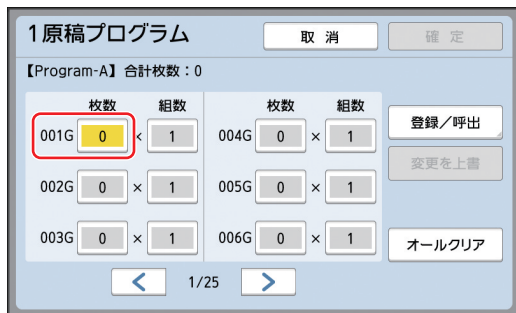 1原稿プログラム 取 消 確 定
【Program-A】合計枚数：0
枚数 組数 枚数 組数
001G 0 × 1 004G 0 × 1
登録／呼出
変更を上書
002G 0 × 1 005G 0 × 1
003G 0 × 1 006G 0 × 1
オールクリア
< 1/25 >